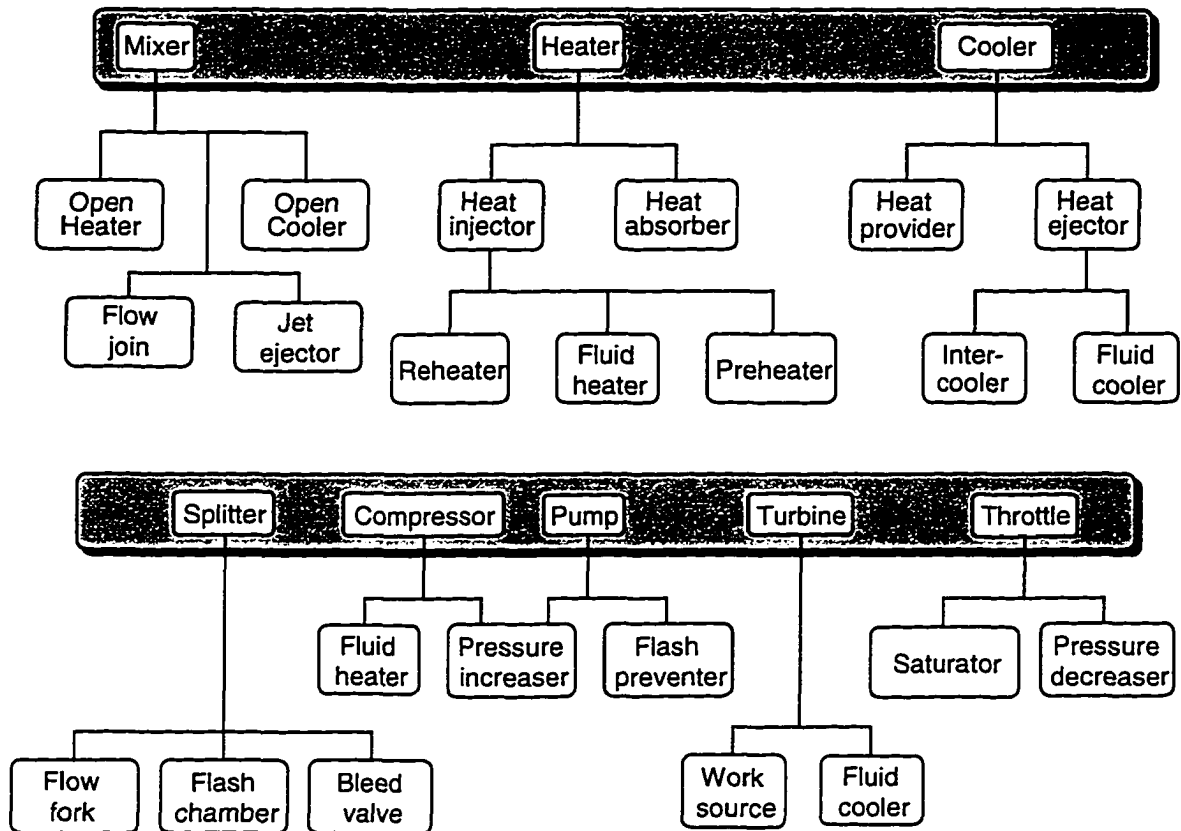 Mixer
Heater
Cooler
Open
Heater
Open
Cooler
Heat
injector
Heat
absorber
Heat
provider
Heat
ejector
Flow
join
Jet
ejector
Reheater
Fluid
heater
Preheater
Inter-
cooler
Fluid
cooler
Splitter
Compressor
Pump
Turbine
Throttle
Fluid
heater
Pressure
increaser
Flash
preventer
Saturator
Pressure
decreaser
Flow
fork
Flash
chamber
Bleed
valve
Work
source
Fluid
cooler